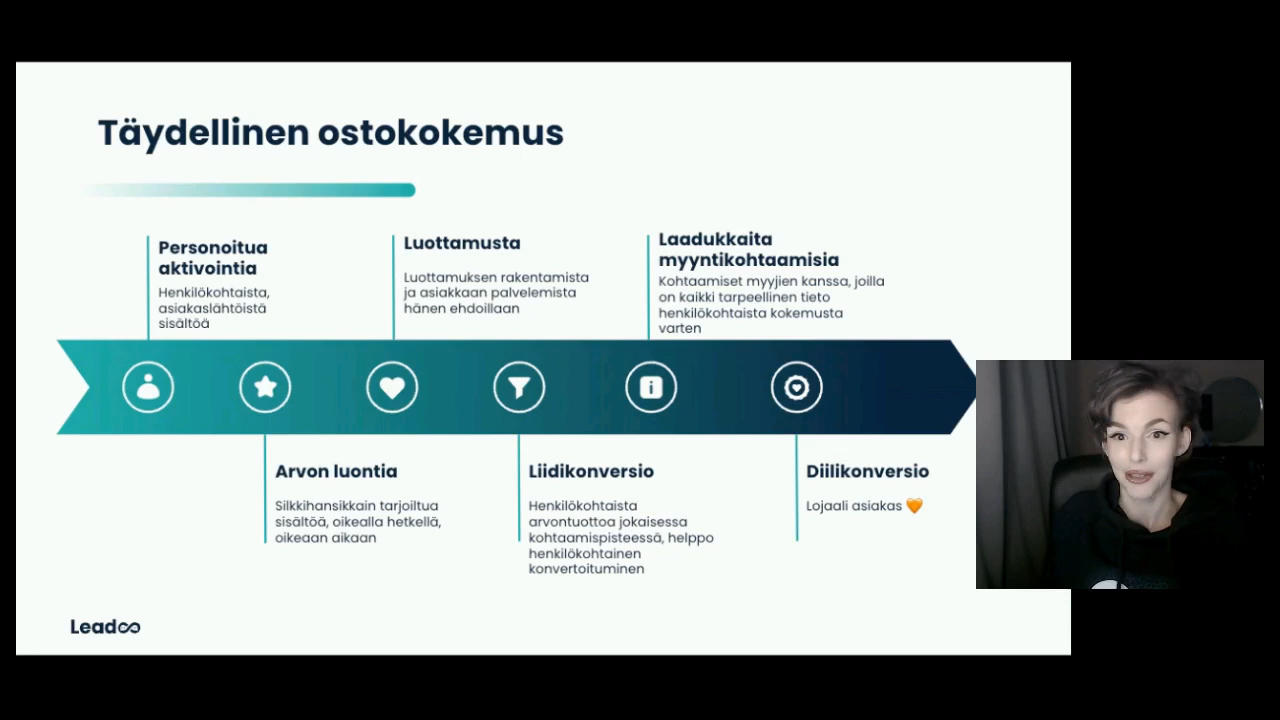 Täydellinen ostokokemus
Personoitua
aktivointia
Henkilökohtaista,
asiakaslähtöistä
sisältöä
Luottamusta
Luottamuksen rakentamista
ja asiakkaan palvelemista
hänen ehdoillaan
Laadukkaita
myyntikohtaamisia
Kohtaamiset myyjien kanssa, joilla
on kaikki tarpeellinen tieto
henkilökohtaista kokemusta
varten
Arvon luontia
Silkkihansikkain tarjoiltua
sisältöä, oikealla hetkellä,
oikeaan aikaan
Liidikonversio
Henkilökohtaista
arvontuottoa jokaisessa
kohtaamispisteessä, helppo
henkilökohtainen
konvertoituminen
Diilikonversio
Lojaali asiakas 🧡
Leadoo